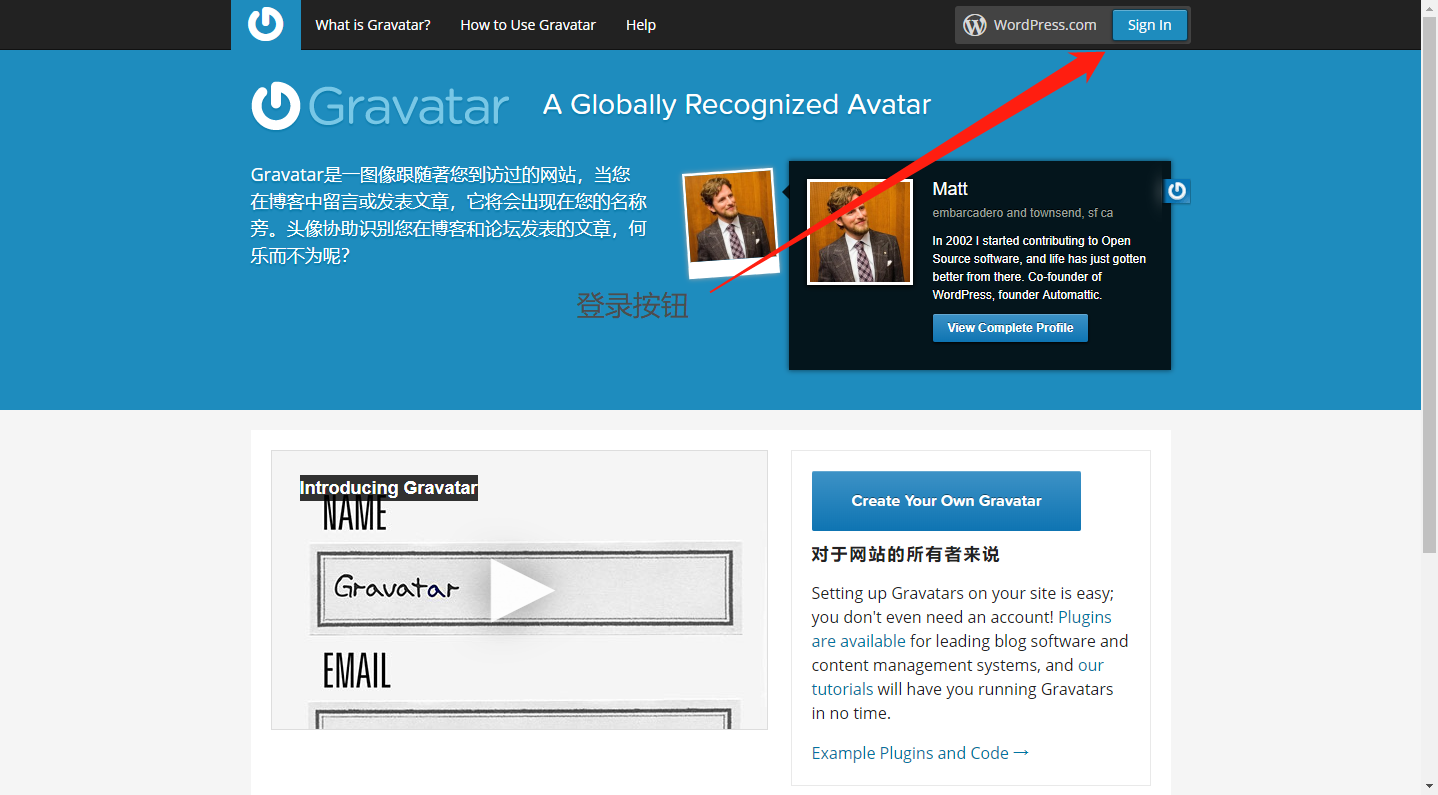 What is Gravatar?
How to Use Gravatar
Help
WordPress.com
Sign In
Gravatar
A Globally Recognized Avatar
Gravatar是一图像跟随著您到访过的网站，当您
在博客中留言或发表文章，它将会出现在您的名称
旁。头像协助识别您在博客和论坛发表的文章，何
乐而不为呢？
登录按钮
Matt
embarcadero and townsend, sf ca
In 2002 I started contributing to Open
Source software, and life has just gotten
better from there. Co-founder of
WordPress, founder Automattic.
View Complete Profile
Introducing Gravatar
NAME
Gravatar
EMAIL
Create Your Own Gravatar
对于网站的所有者来说
Setting up Gravatars on your site is easy;
you don't even need an account! Plugins
are available for leading blog software and
content management systems, and our
tutorials will have you running Gravatars
in no time.
Example Plugins and Code →